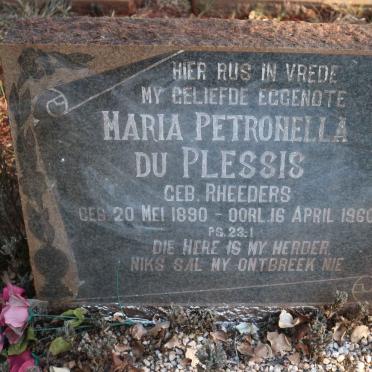 HIER RUS IN VREDE
MY GELIEFDE EGGENOTE
MARIA PETRONELLA
DU PLESSIS
GEB. RHEEDERS
GEB. 20 MEI 1890 - OORL. 16 APRIL 1960
PS. 23:1
DIE HERE IS MY HERDER,
NIKS SAL MY ONTBREEK NIE